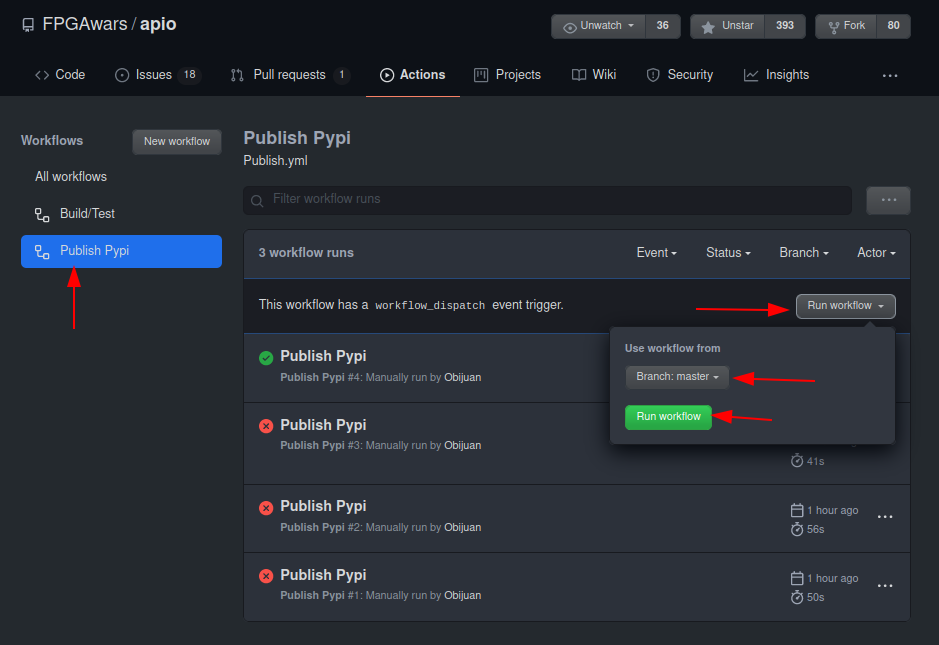 FPGAwars / apio
Unwatch 36 Unstar 393 Fork 80
Code Issues 18 Pull requests 1 Actions Projects Wiki Security Insights ...
Workflows New workflow
All workflows
Build/Test
Publish Pypi
Publish Pypi
Publish.yml
Filter workflow runs
...
3 workflow runs Event Status Branch Actor
This workflow has a workflow_dispatch event trigger. Run workflow
Use workflow from
Branch: master
Run workflow
Publish Pypi
Publish Pypi #4: Manually run by Obijuan
Publish Pypi
Publish Pypi #3: Manually run by Obijuan
41s
Publish Pypi
Publish Pypi #2: Manually run by Obijuan
1 hour ago
56s
...
Publish Pypi
Publish Pypi #1: Manually run by Obijuan
1 hour ago
50s
...